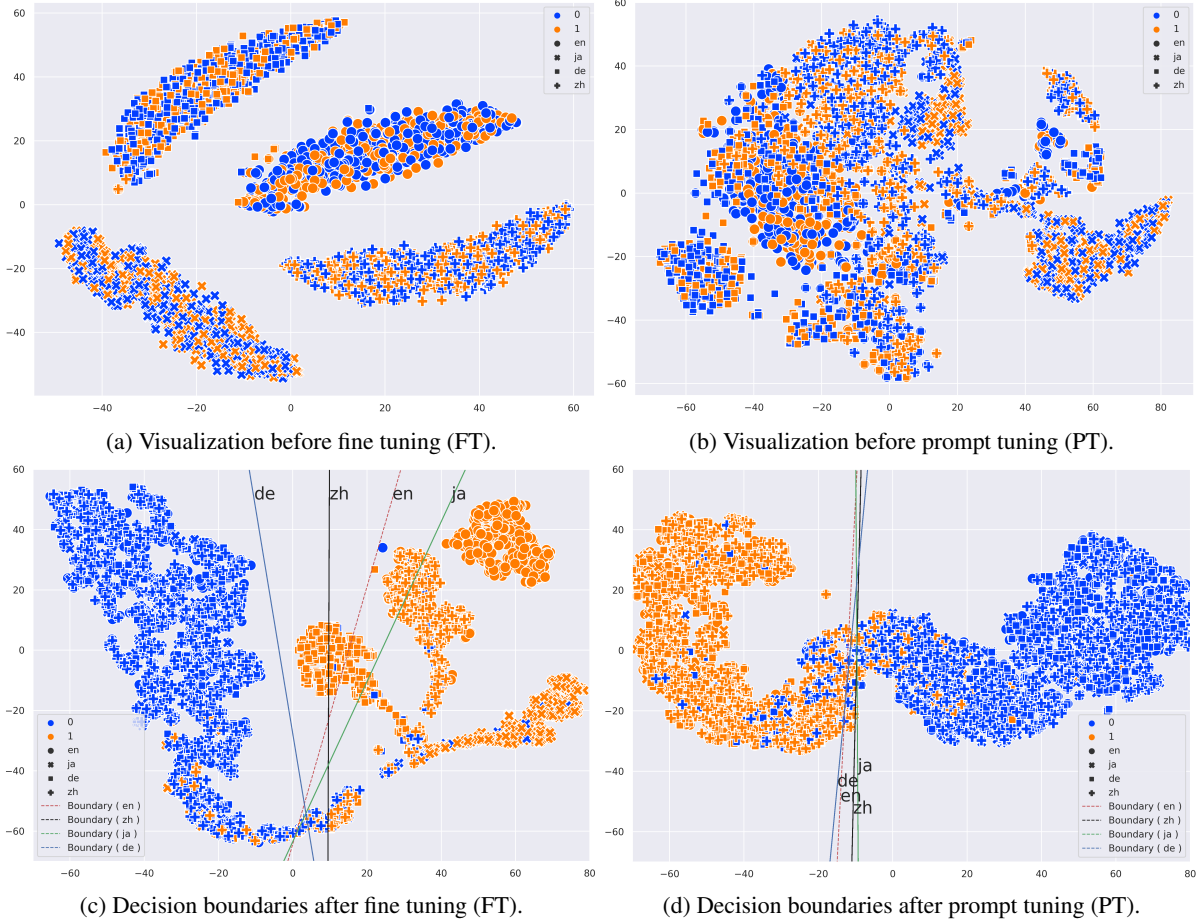 60
40
20
0
−20
−40
−40 −20 0 20 40 60
0
1
en
ja
de
zh
(a) Visualization before fine tuning (FT).
60
40
20
0
−20
−40
−60
−60 −40 −20 0 20 40 60 80
0
1
en
ja
de
zh
(b) Visualization before prompt tuning (PT).
60
40
20
0
−20
−40
−60
−60 −40 −20 0 20 40 60 80
de zh en ja
0
1
en
ja
de
zh
Boundary ( en )
Boundary ( zh )
Boundary ( ja )
Boundary ( de )
(c) Decision boundaries after fine tuning (FT).
60
40
20
0
−20
−40
−60
−60 −40 −20 0 20 40 60 80
ja
de
en
zh
0
1
en
ja
de
zh
Boundary ( en )
Boundary ( zh )
Boundary ( ja )
Boundary ( de )
(d) Decision boundaries after prompt tuning (PT).